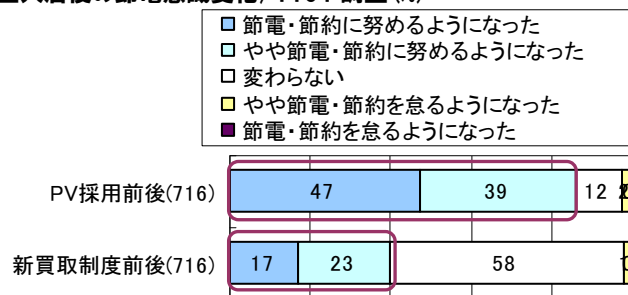 節電・節約に努めるようになった
やや節電・節約に努めるようになった
変わらない
やや節電・節約を怠るようになった
節電・節約を怠るようになった
PV採用前後(716) 47 39 12
新買取制度前後(716) 17 23 58